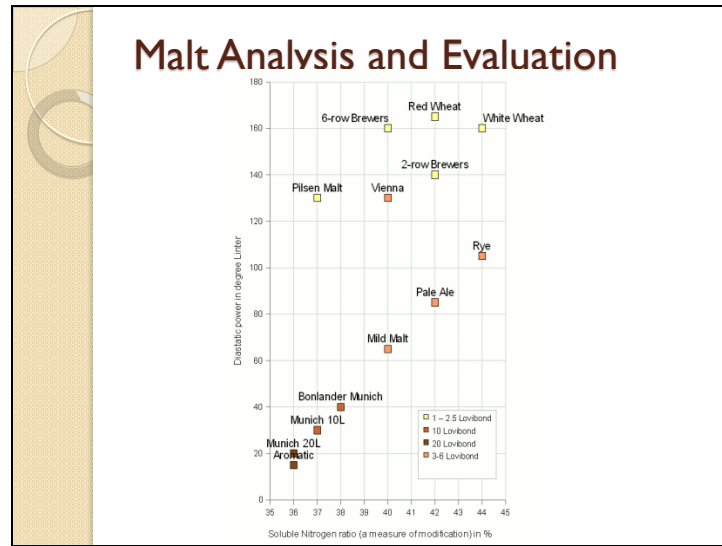 Malt Analysis and Evaluation
180
160
140
120
100
80
60
40
20
0
Diastatic power in degree Linter
Red Wheat
6-row Brewers
White Wheat
2-row Brewers
Pilsen Malt
Vienna
Rye
Pale Ale
Mild Malt
Bonlander Munich
Munich 10L
Munich 20L
Aromatic
1 – 2.5 Lovibond
10 Lovibond
20 Lovibond
3-6 Lovibond
35 36 37 38 39 40 41 42 43 44 45
Soluble Nitrogen ratio (a measure of modification) in %